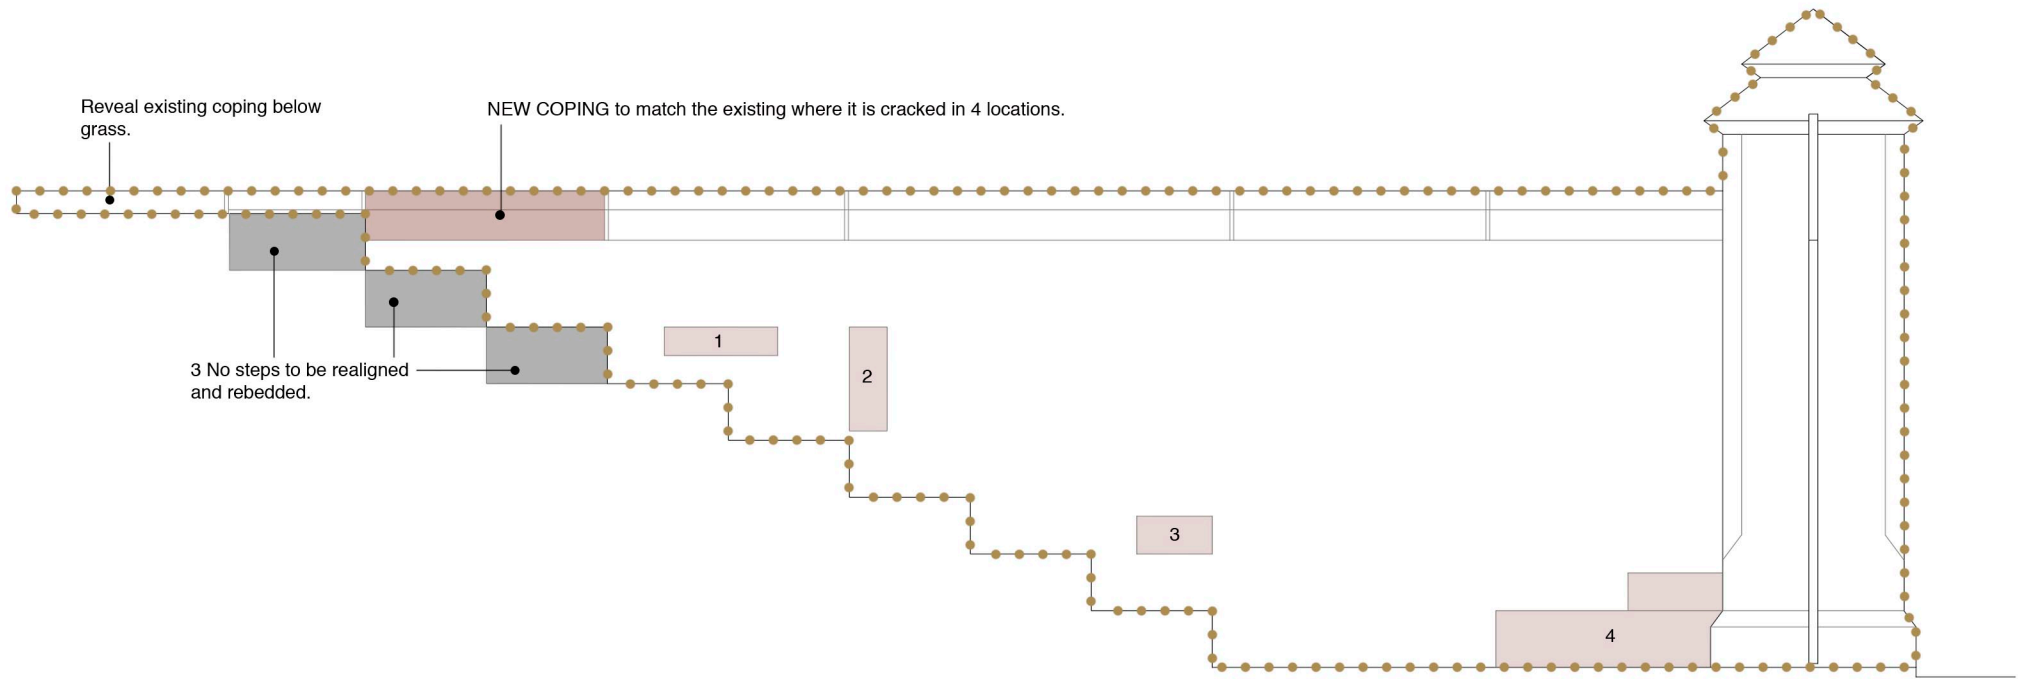 Reveal existing coping below
grass.
NEW COPING to match the existing where it is cracked in 4 locations.
1
2
3 No steps to be realigned
and rebedded.
3
4